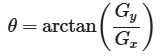 θ = arctan(G_y / G_x)